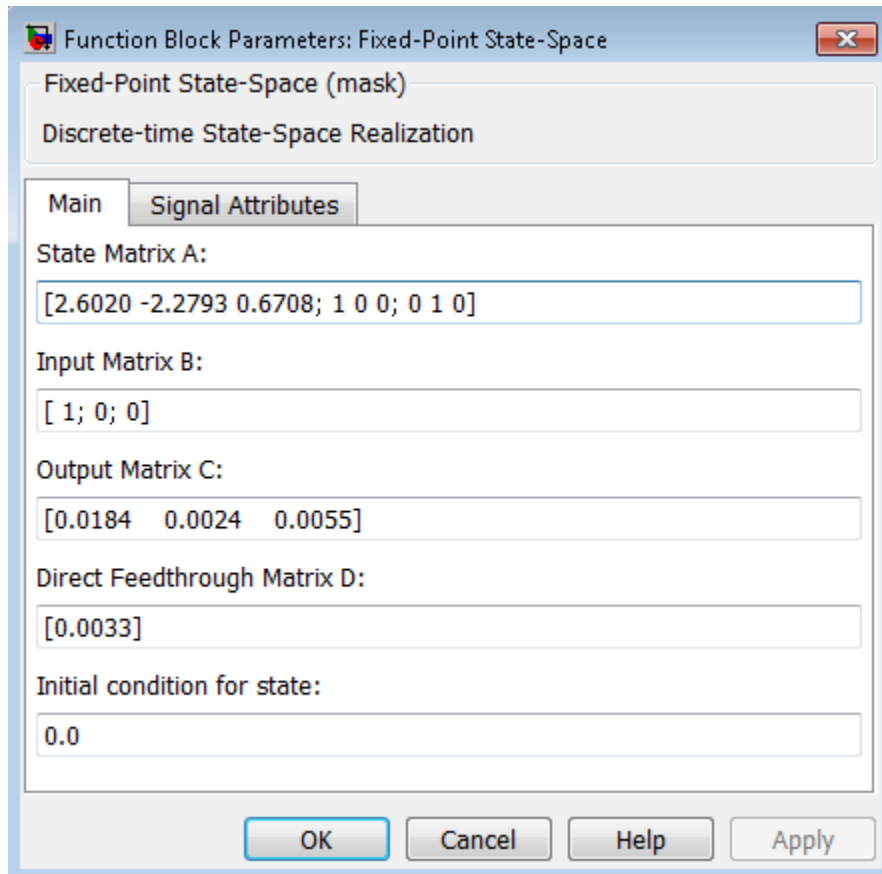 Function Block Parameters: Fixed-Point State-Space
Fixed-Point State-Space (mask)
Discrete-time State-Space Realization
Main Signal Attributes
State Matrix A:
[2.6020 -2.2793 0.6708; 1 0 0; 0 1 0]
Input Matrix B:
[ 1; 0; 0]
Output Matrix C:
[0.0184    0.0024    0.0055]
Direct Feedthrough Matrix D:
[0.0033]
Initial condition for state:
0.0
OK Cancel Help Apply